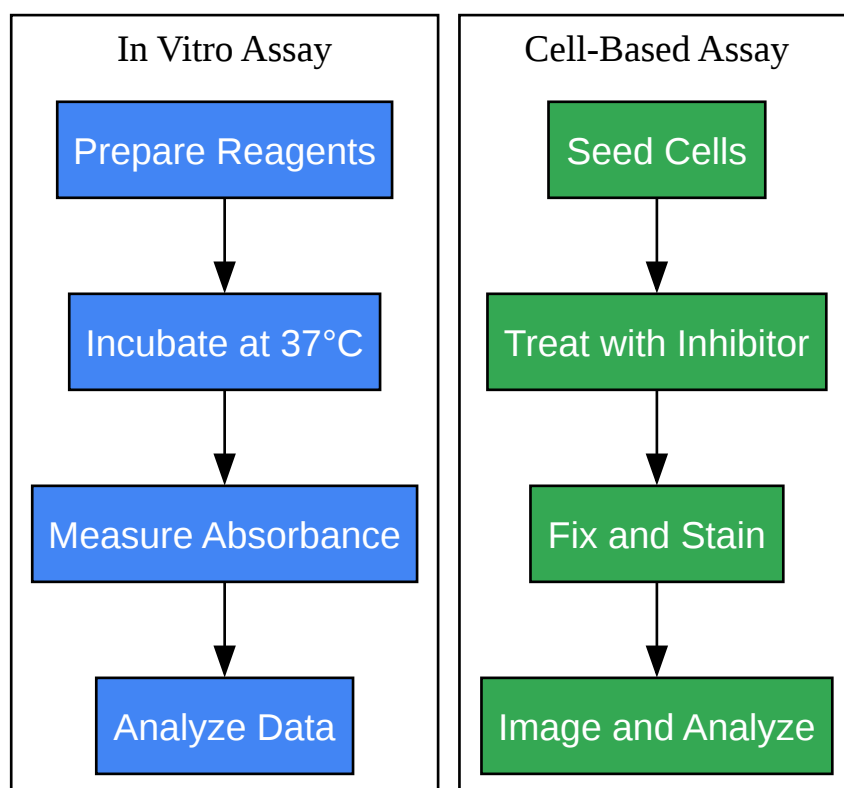 In Vitro Assay
Prepare Reagents
Incubate at 37°C
Measure Absorbance
Analyze Data
Cell-Based Assay
Seed Cells
Treat with Inhibitor
Fix and Stain
Image and Analyze